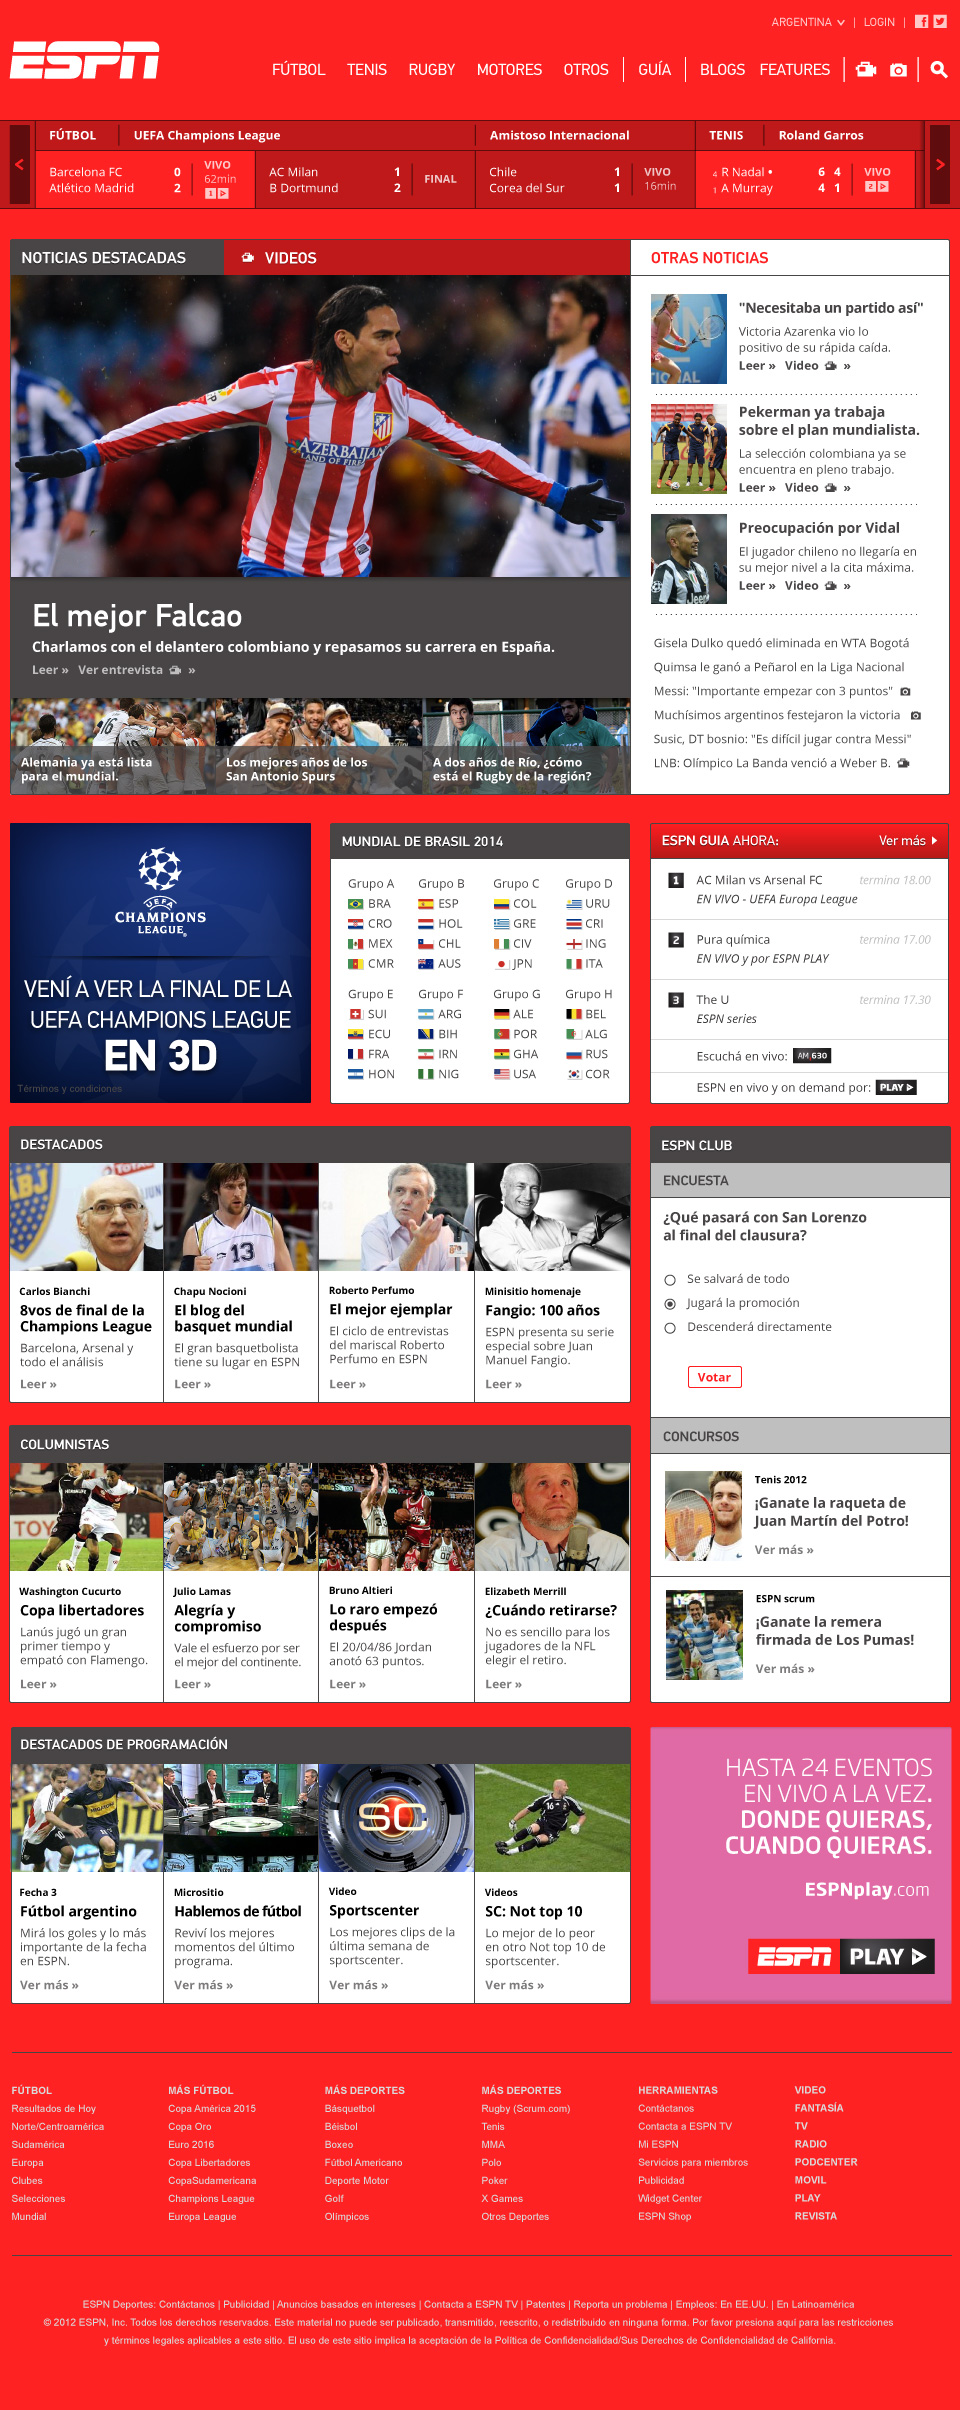 ARGENTINA | LOGIN |
ESPN
FÚTBOL TENIS RUGBY MOTORES OTROS GUÍA BLOGS FEATURES
FÚTBOL UEFA Champions League Amistoso Internacional TENIS Roland Garros
Barcelona FC 0
Atlético Madrid 2
VIVO
62min
1
AC Milan 1
B Dortmund 2
FINAL
Chile 1
Corea del Sur 1
VIVO
16min
4 R Nadal • 6 4
1 A Murray 4 1
VIVO
2
NOTICIAS DESTACADAS VIDEOS
El mejor Falcao
Charlamos con el delantero colombiano y repasamos su carrera en España.
Leer » Ver entrevista »
Alemania ya está lista
para el mundial.
Los mejores años de los
San Antonio Spurs
A dos años de Río, ¿cómo
está el Rugby de la región?
OTRAS NOTICIAS
"Necesitaba un partido así"
Victoria Azarenka vio lo
positivo de su rápida caída.
Leer » Video »
Pekerman ya trabaja
sobre el plan mundialista.
La selección colombiana ya se
encuentra en pleno trabajo.
Leer » Video »
Preocupación por Vidal
El jugador chileno no llegaría en
su mejor nivel a la cita máxima.
Leer » Video »
Gisela Dulko quedó eliminada en WTA Bogotá
Quimsa le ganó a Peñarol en la Liga Nacional
Messi: "Importante empezar con 3 puntos"
Muchísimos argentinos festejaron la victoria
Susic, DT bosnio: "Es difícil jugar contra Messi"
LNB: Olímpico La Banda venció a Weber B.
UEFA
CHAMPIONS
LEAGUE
VENÍ A VER LA FINAL DE LA
UEFA CHAMPIONS LEAGUE
EN 3D
Términos y condiciones
MUNDIAL DE BRASIL 2014
Grupo A Grupo B Grupo C Grupo D
BRA ESP COL URU
CRO HOL GRE CRI
MEX CHL CIV ING
CMR AUS JPN ITA
Grupo E Grupo F Grupo G Grupo H
SUI ARG ALE BEL
ECU BIH POR ALG
FRA IRN GHA RUS
HON NIG USA COR
ESPN GUIA AHORA: Ver más
1 AC Milan vs Arsenal FC termina 18.00
EN VIVO - UEFA Europa League
2 Pura química termina 17.00
EN VIVO y por ESPN PLAY
3 The U termina 17.30
ESPN series
Escuchá en vivo: AM 630
ESPN en vivo y on demand por: PLAY
DESTACADOS
Carlos Bianchi
8vos de final de la
Champions League
Barcelona, Arsenal y
todo el análisis
Leer »
Chapu Nocioni
El blog del
basquet mundial
El gran basquetbolista
tiene su lugar en ESPN
Leer »
Roberto Perfumo
El mejor ejemplar
El ciclo de entrevistas
del mariscal Roberto
Perfumo en ESPN
Leer »
Minisitio homenaje
Fangio: 100 años
ESPN presenta su serie
especial sobre Juan
Manuel Fangio.
Leer »
ESPN CLUB
ENCUESTA
¿Qué pasará con San Lorenzo
al final del clausura?
Se salvará de todo
Jugará la promoción
Descenderá directamente
Votar
CONCURSOS
Tenis 2012
¡Ganate la raqueta de
Juan Martín del Potro!
Ver más »
ESPN scrum
¡Ganate la remera
firmada de Los Pumas!
Ver más »
COLUMNISTAS
Washington Cucurto
Copa libertadores
Lanús jugó un gran
primer tiempo y
empató con Flamengo.
Leer »
Julio Lamas
Alegría y
compromiso
Vale el esfuerzo por ser
el mejor del continente.
Leer »
Bruno Altieri
Lo raro empezó
después
El 20/04/86 Jordan
anotó 63 puntos.
Leer »
Elizabeth Merrill
¿Cuándo retirarse?
No es sencillo para los
jugadores de la NFL
elegir el retiro.
Leer »
DESTACADOS DE PROGRAMACIÓN
Fecha 3
Fútbol argentino
Mirá los goles y lo más
importante de la fecha
en ESPN.
Ver más »
Micrositio
Hablemos de fútbol
Reviví los mejores
momentos del último
programa.
Ver más »
Video
Sportscenter
Los mejores clips de la
última semana de
sportscenter.
Ver más »
Videos
SC: Not top 10
Lo mejor de lo peor
en otro Not top 10 de
sportscenter.
Ver más »
HASTA 24 EVENTOS
EN VIVO A LA VEZ.
DONDE QUIERAS,
CUANDO QUIERAS.
ESPNplay.com
ESPN PLAY
FÚTBOL MÁS FÚTBOL MÁS DEPORTES MÁS DEPORTES HERRAMIENTAS VIDEO
Resultados de Hoy Copa América 2015 Básquetbol Rugby (Scrum.com) Contáctanos FANTASÍA
Norte/Centroamérica Copa Oro Béisbol Tenis Contacta a ESPN TV TV
Sudamérica Euro 2016 Boxeo MMA Mi ESPN RADIO
Europa Copa Libertadores Fútbol Americano Polo Servicios para miembros PODCENTER
Clubes CopaSudamericana Deporte Motor Poker Publicidad MOVIL
Selecciones Champions League Golf X Games Widget Center PLAY
Mundial Europa League Olímpicos Otros Deportes ESPN Shop REVISTA
ESPN Deportes: Contáctanos | Publicidad | Anuncios basados en intereses | Contacta a ESPN TV | Patentes | Reporta un problema | Empleos: En EE.UU. | En Latinoamérica
© 2012 ESPN, Inc. Todos los derechos reservados. Este material no puede ser publicado, transmitido, reescrito, o redistribuido en ninguna forma. Por favor presiona aquí para las restricciones
y términos legales aplicables a este sitio. El uso de este sitio implica la aceptación de la Política de Confidencialidad/Sus Derechos de Confidencialidad de California.